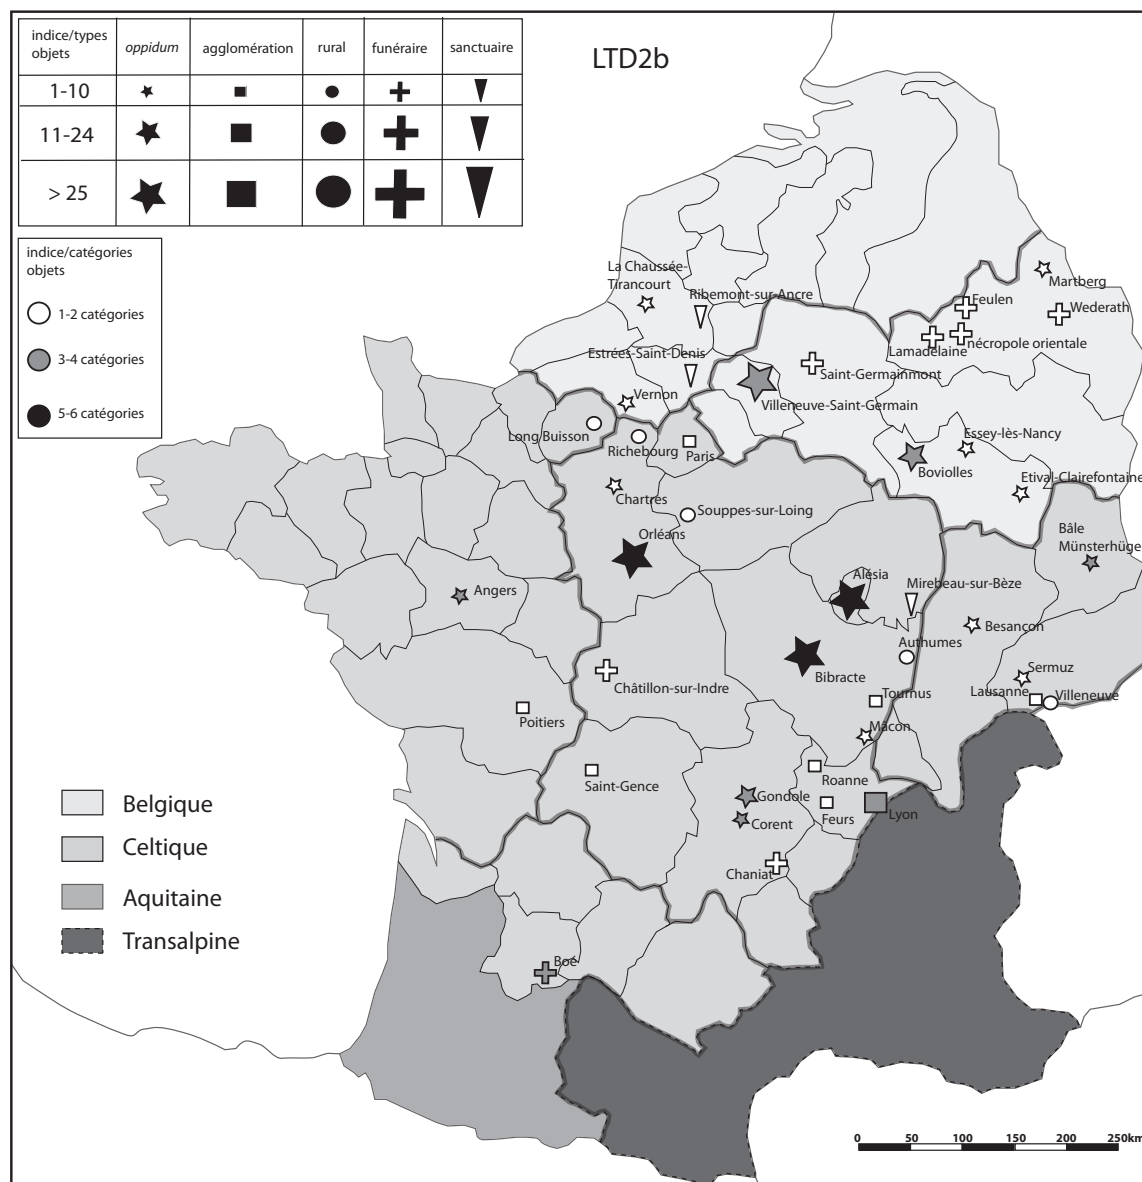 indice/types
objets
oppidum
agglomération
rural
funéraire
sanctuaire
1-10
11-24
> 25
LTD2b
indice/catégories
objets
1-2 catégories
3-4 catégories
5-6 catégories
La Chaussée-
Tirancourt
Ribemont-sur-Ancre
Martberg
Feulen
Wederath
Lamadelaine
nécropole orientale
Estrées-Saint-Denis
Saint-Germainmont
Vernon
Villeneuve-Saint-Germain
Long Buisson
Richebourg
Paris
Essey-lès-Nancy
Boviolles
Etival-Clairefontaine
Chartres
Souppes-sur-Loing
Orléans
Bâle
Münsterhügel
Alésia
Mirebeau-sur-Bèze
Angers
Besançon
Authumes
Bibracte
Sermuz
Châtillon-sur-Indre
Tournus
Lausanne
Villeneuve
Poitiers
Mâcon
Saint-Gence
Roanne
Gondole
Feurs
Lyon
Corent
Chaniat
Boé
Belgique
Celtique
Aquitaine
Transalpine
0 50 100 150 200 250km